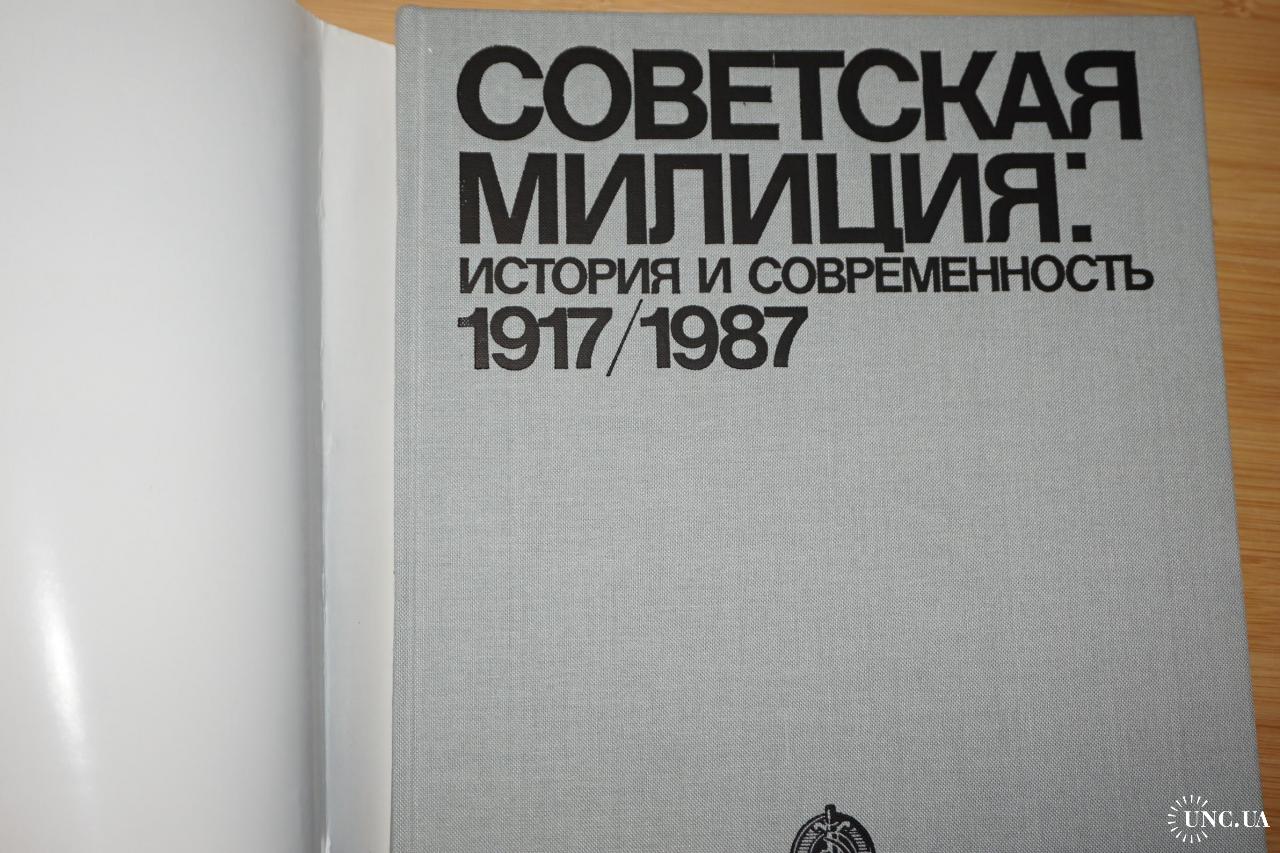 СОВЕТСКАЯ
МИЛИЦИЯ:
ИСТОРИЯ И СОВРЕМЕННОСТЬ
1917/1987
UNC.UA